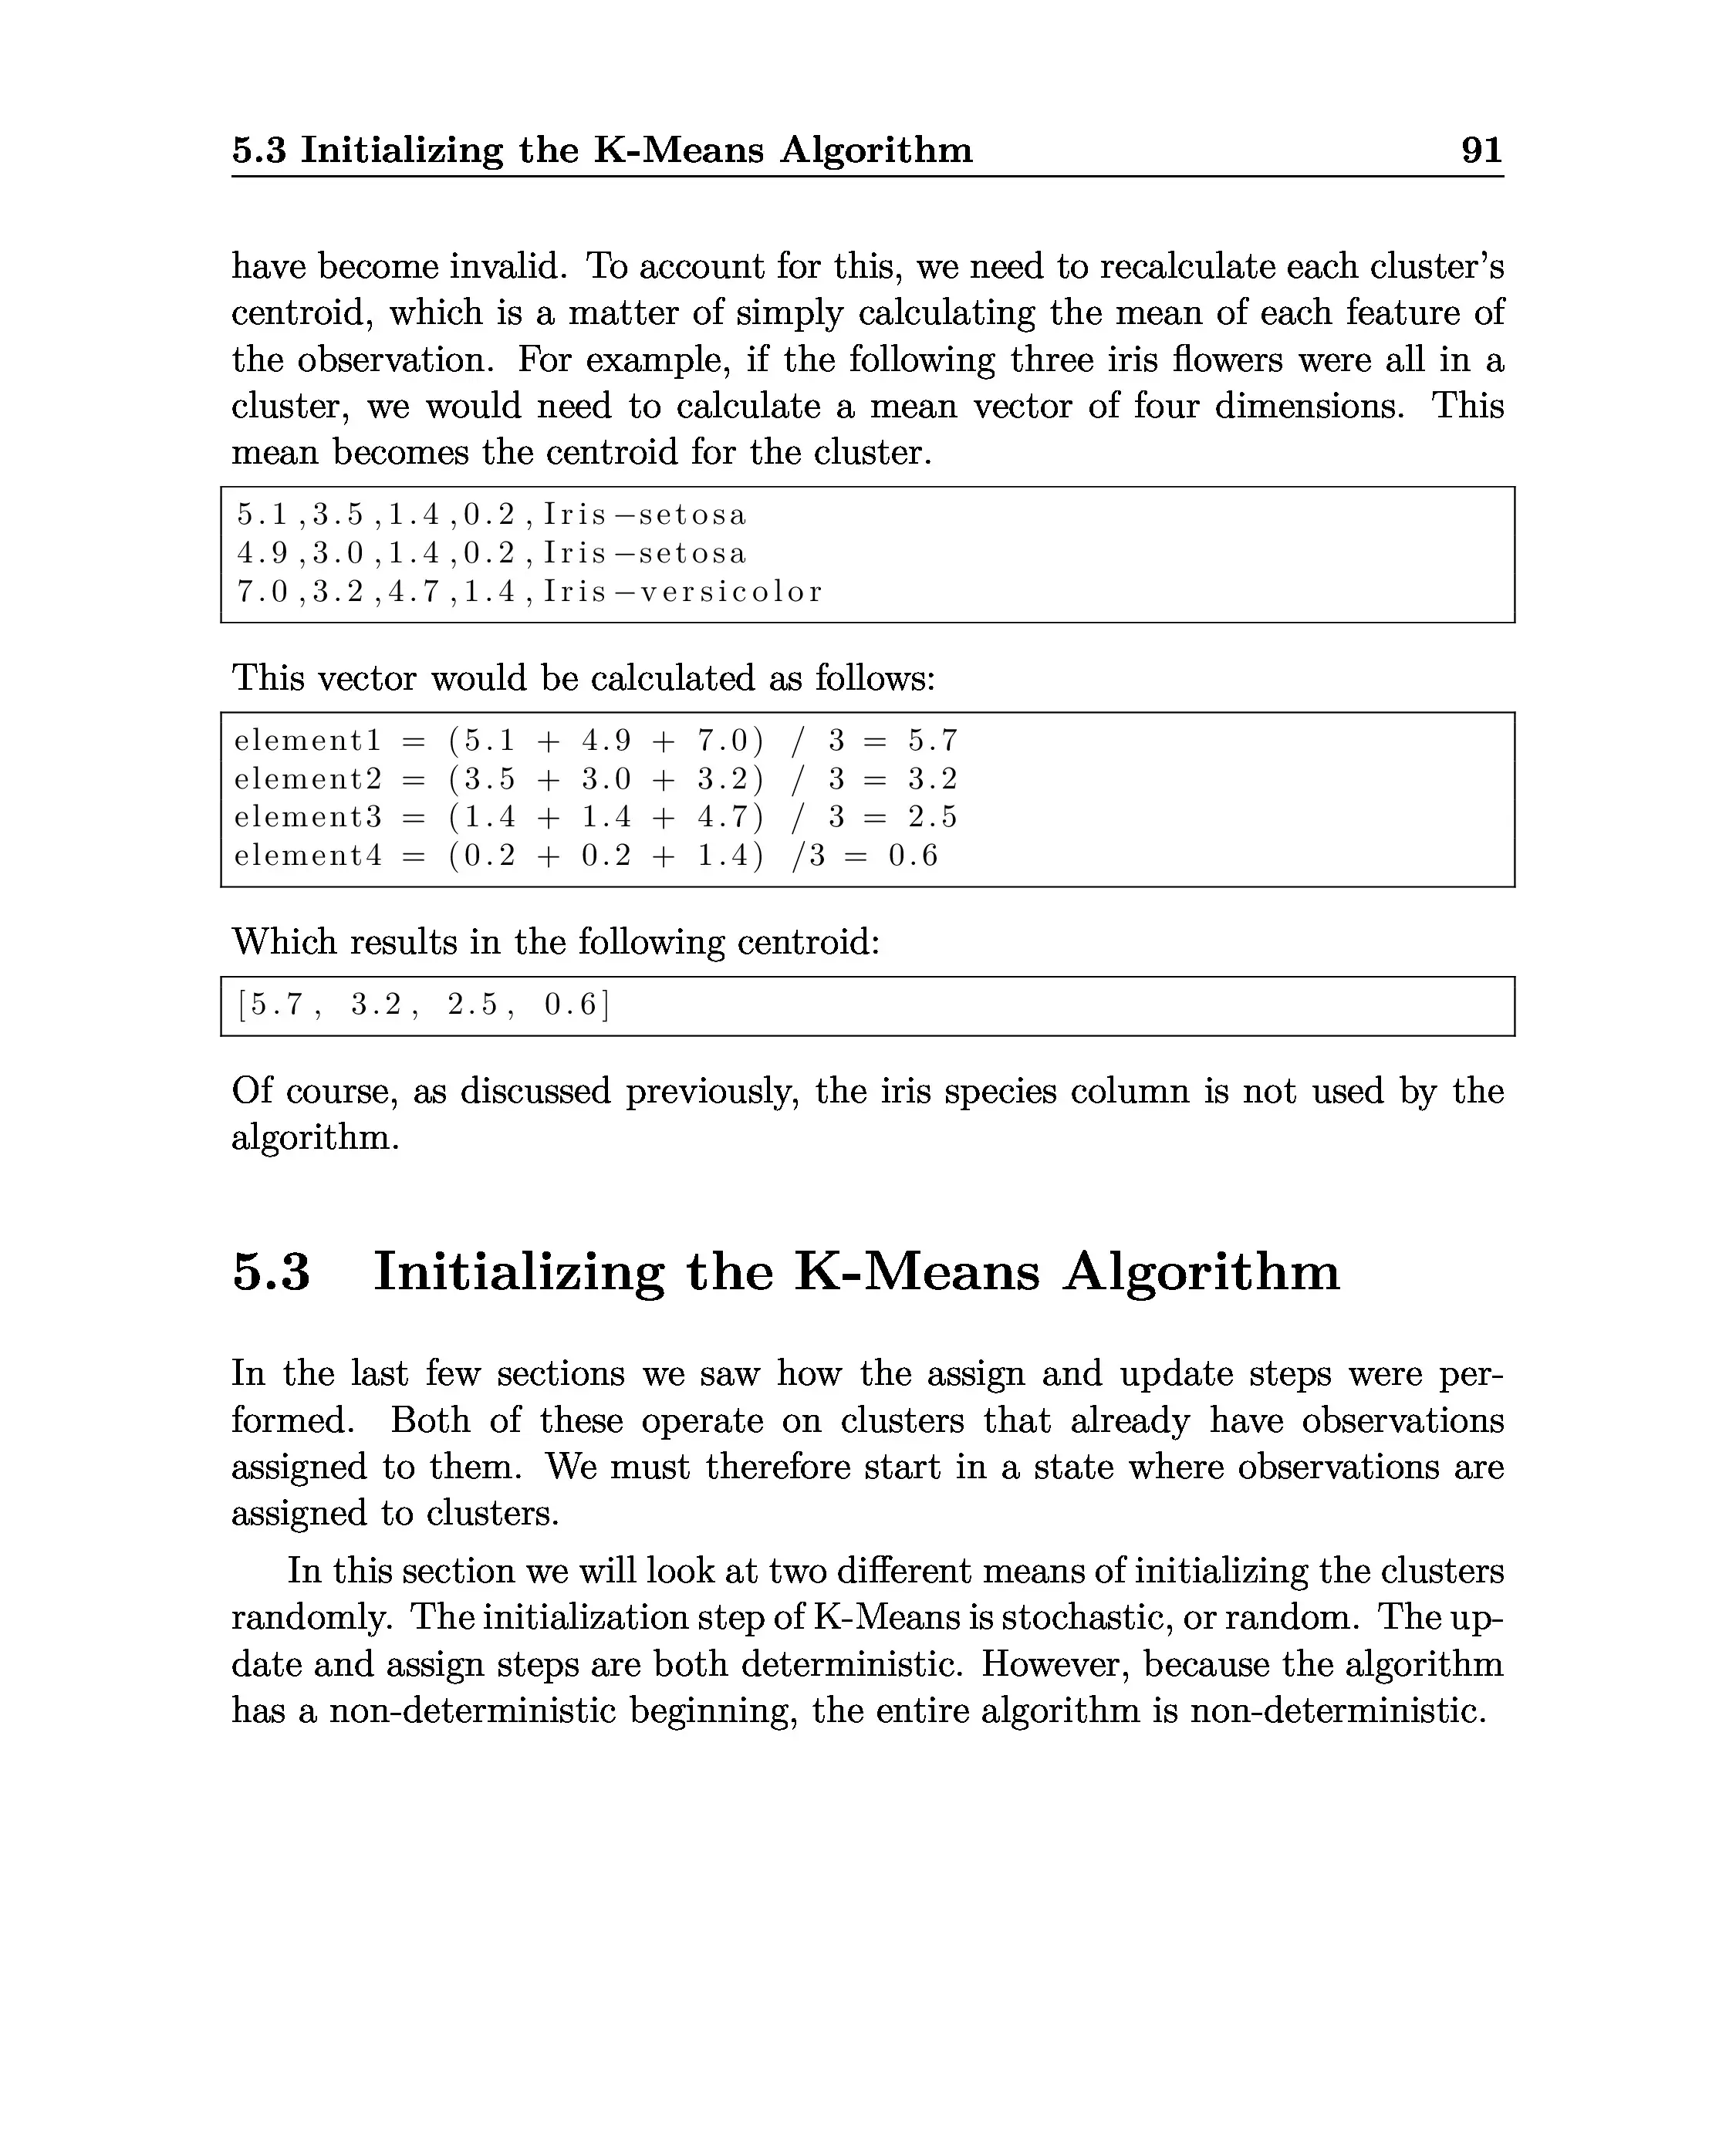 5.3 Initializing the K-Means Algorithm 91
have become invalid. To account for this, we need to recalculate each cluster's
centroid, which is a matter of simply calculating the mean of each feature of
the observation. For example, if the following three iris flowers were all in a
cluster, we would need to calculate a mean vector of four dimensions. This
mean becomes the centroid for the cluster.
5.1,3.5,1.4,0.2,Iris-setosa
4.9,3.0,1.4,0.2,Iris-setosa
7.0,3.2,4.7,1.4,Iris-versicolor
This vector would be calculated as follows:
element1 = (5.1 + 4.9 + 7.0) / 3 = 5.7
element2 = (3.5 + 3.0 + 3.2) / 3 = 3.2
element3 = (1.4 + 1.4 + 4.7) / 3 = 2.5
element4 = (0.2 + 0.2 + 1.4) /3 = 0.6
Which results in the following centroid:
[5.7, 3.2, 2.5, 0.6]
Of course, as discussed previously, the iris species column is not used by the
algorithm.
5.3 Initializing the K-Means Algorithm
In the last few sections we saw how the assign and update steps were per-
formed. Both of these operate on clusters that already have observations
assigned to them. We must therefore start in a state where observations are
assigned to clusters.
In this section we will look at two different means of initializing the clusters
randomly. The initialization step of K-Means is stochastic, or random. The up-
date and assign steps are both deterministic. However, because the algorithm
has a non-deterministic beginning, the entire algorithm is non-deterministic.